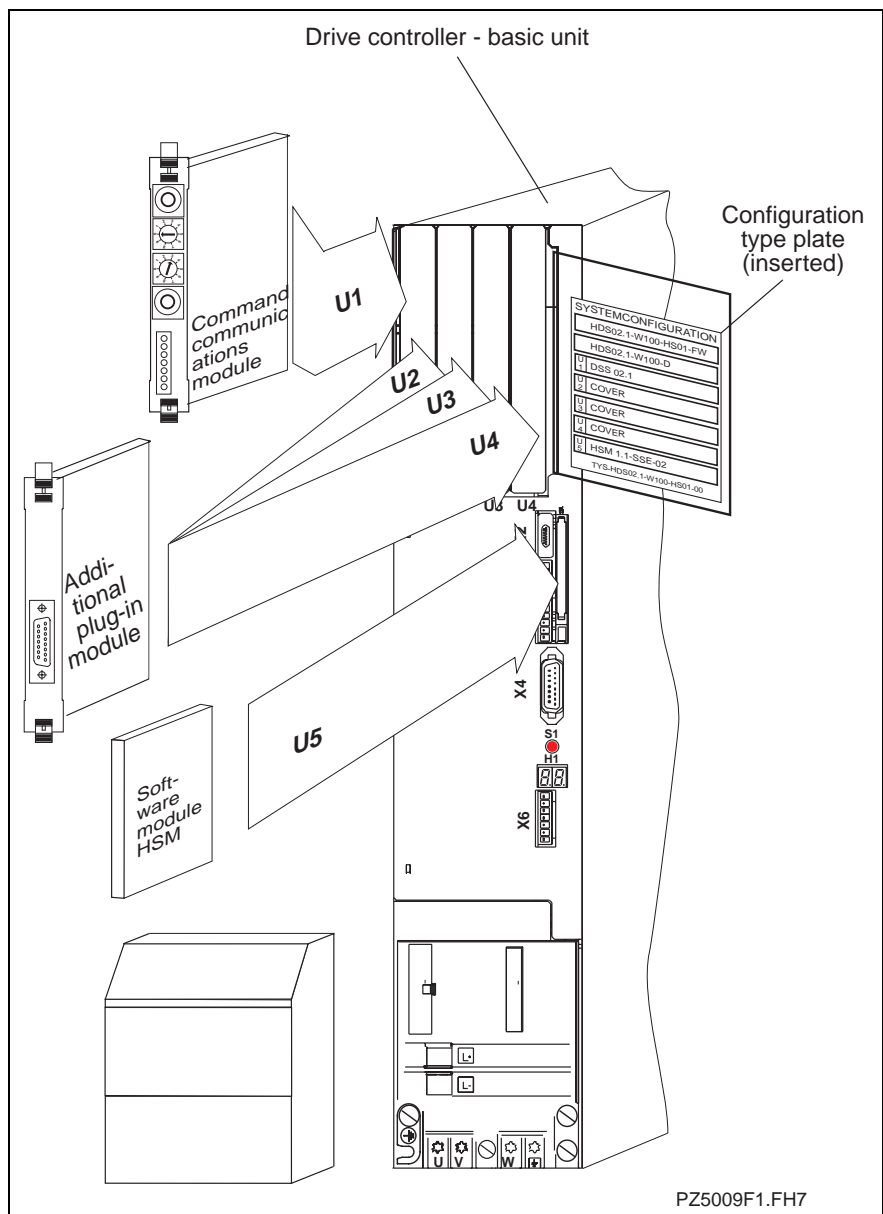 Drive controller - basic unit
Configuration
type plate
(inserted)
Command
communic
ations
module
U1
U2
U3
U4
SYSTEMCONFIGURATION
HDS02.1-W100-HS01-FW
HDS02.1-W100-D
U1 DSS 02.1
U2 COVER
U3 COVER
U4 COVER
U5 HSM 1.1-SSE-02
TYS-HDS02.1-W100-HS01-00
U3 U4
Addi-
tional
plug-in
module
X4
U5
S1
H1
88
Soft-
ware
module
HSM
X6
L+
L-
U V W
PZ5009F1.FH7